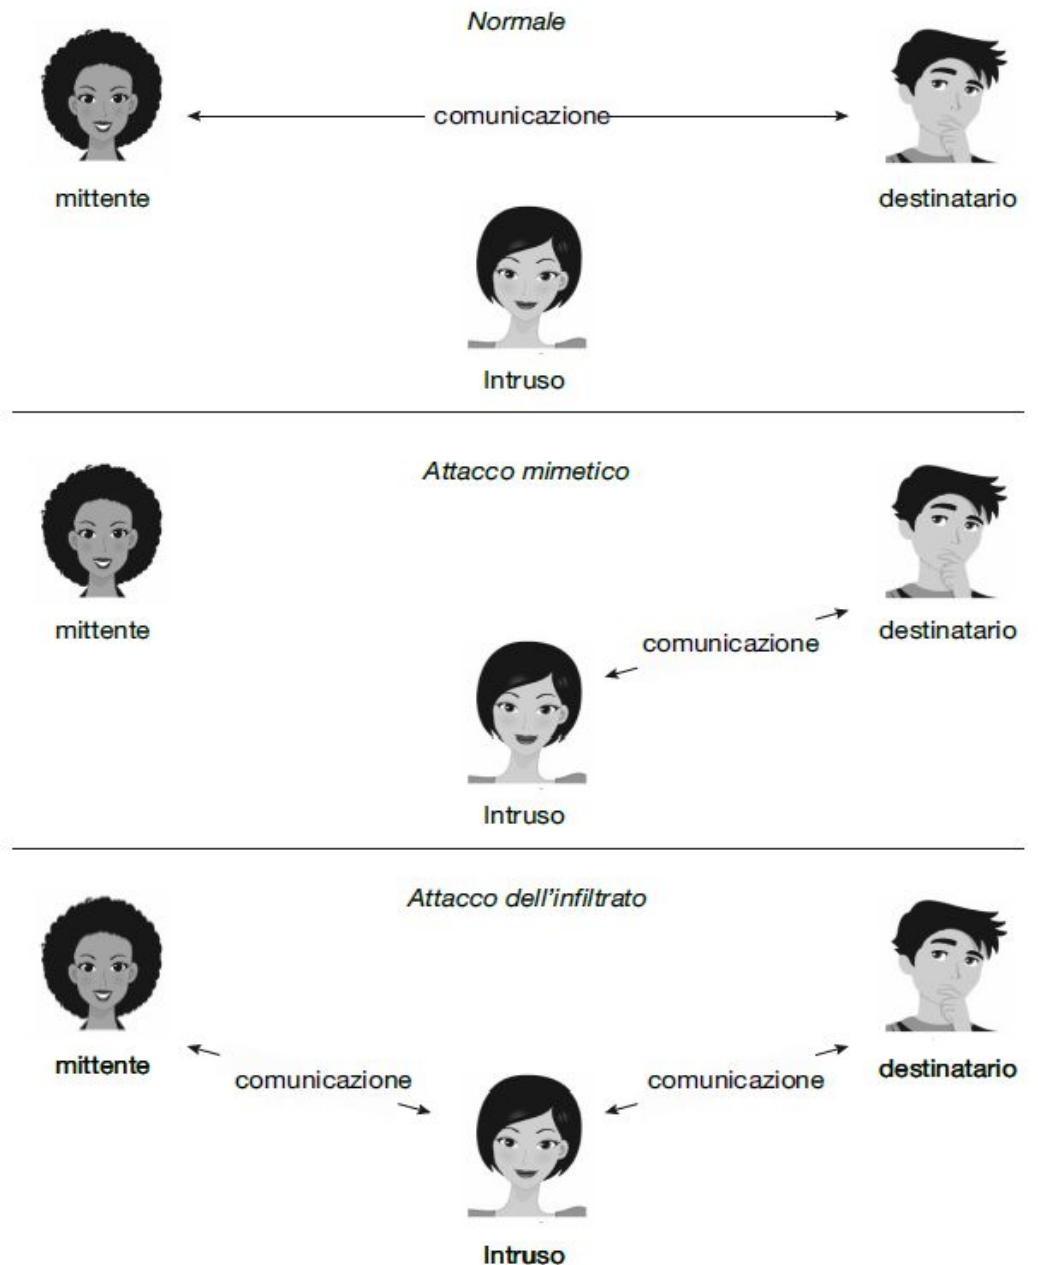 Normale
comunicazione
mittente
destinatario
Intruso
Attacco mimetico
mittente
comunicazione
destinatario
Intruso
Attacco dell'infiltrato
mittente
comunicazione
comunicazione
destinatario
Intruso